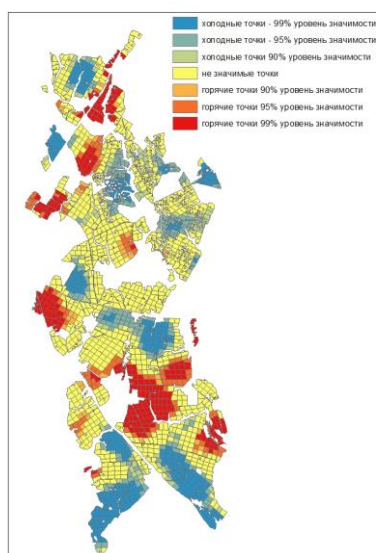 холодные точки - 99% уровень значимости
холодные точки - 95% уровень значимости
холодные точки 90% уровень значимости
не значимые точки
горячие точки 90% уровень значимости
горячие точки 95% уровень значимости
горячие точки 99% уровень значимости